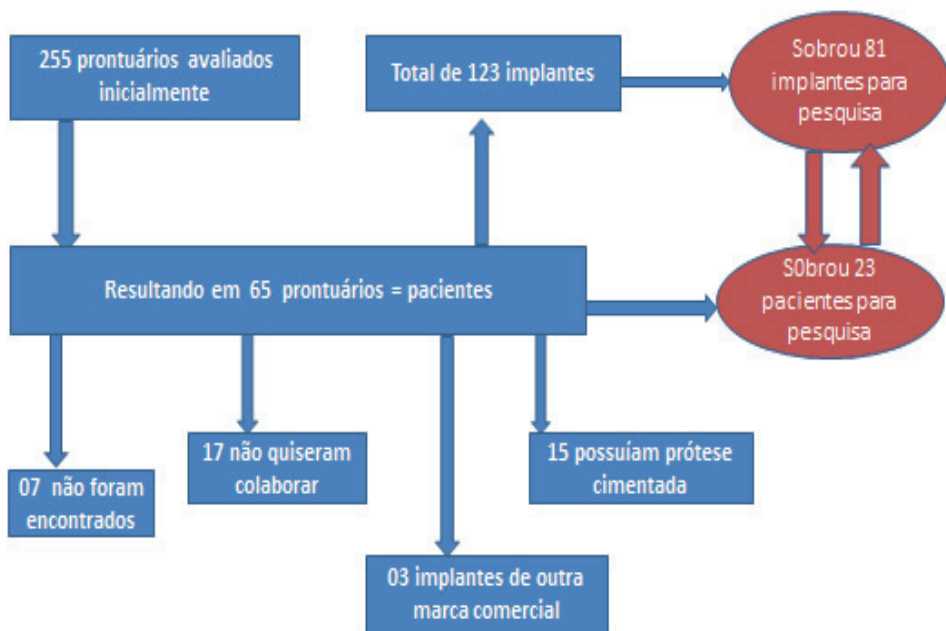 255 prontuários avaliados
inicialmente
Total de 123 implantes
Sobrou 81
implantes para
pesquisa
Resultando em 65 prontuários = pacientes
S0brou 23
pacientes para
pesquisa
07 não foram
encontrados
17 não quiseram
colaborar
15 possuíam prótese
cimentada
03 implantes de outra
marca comercial